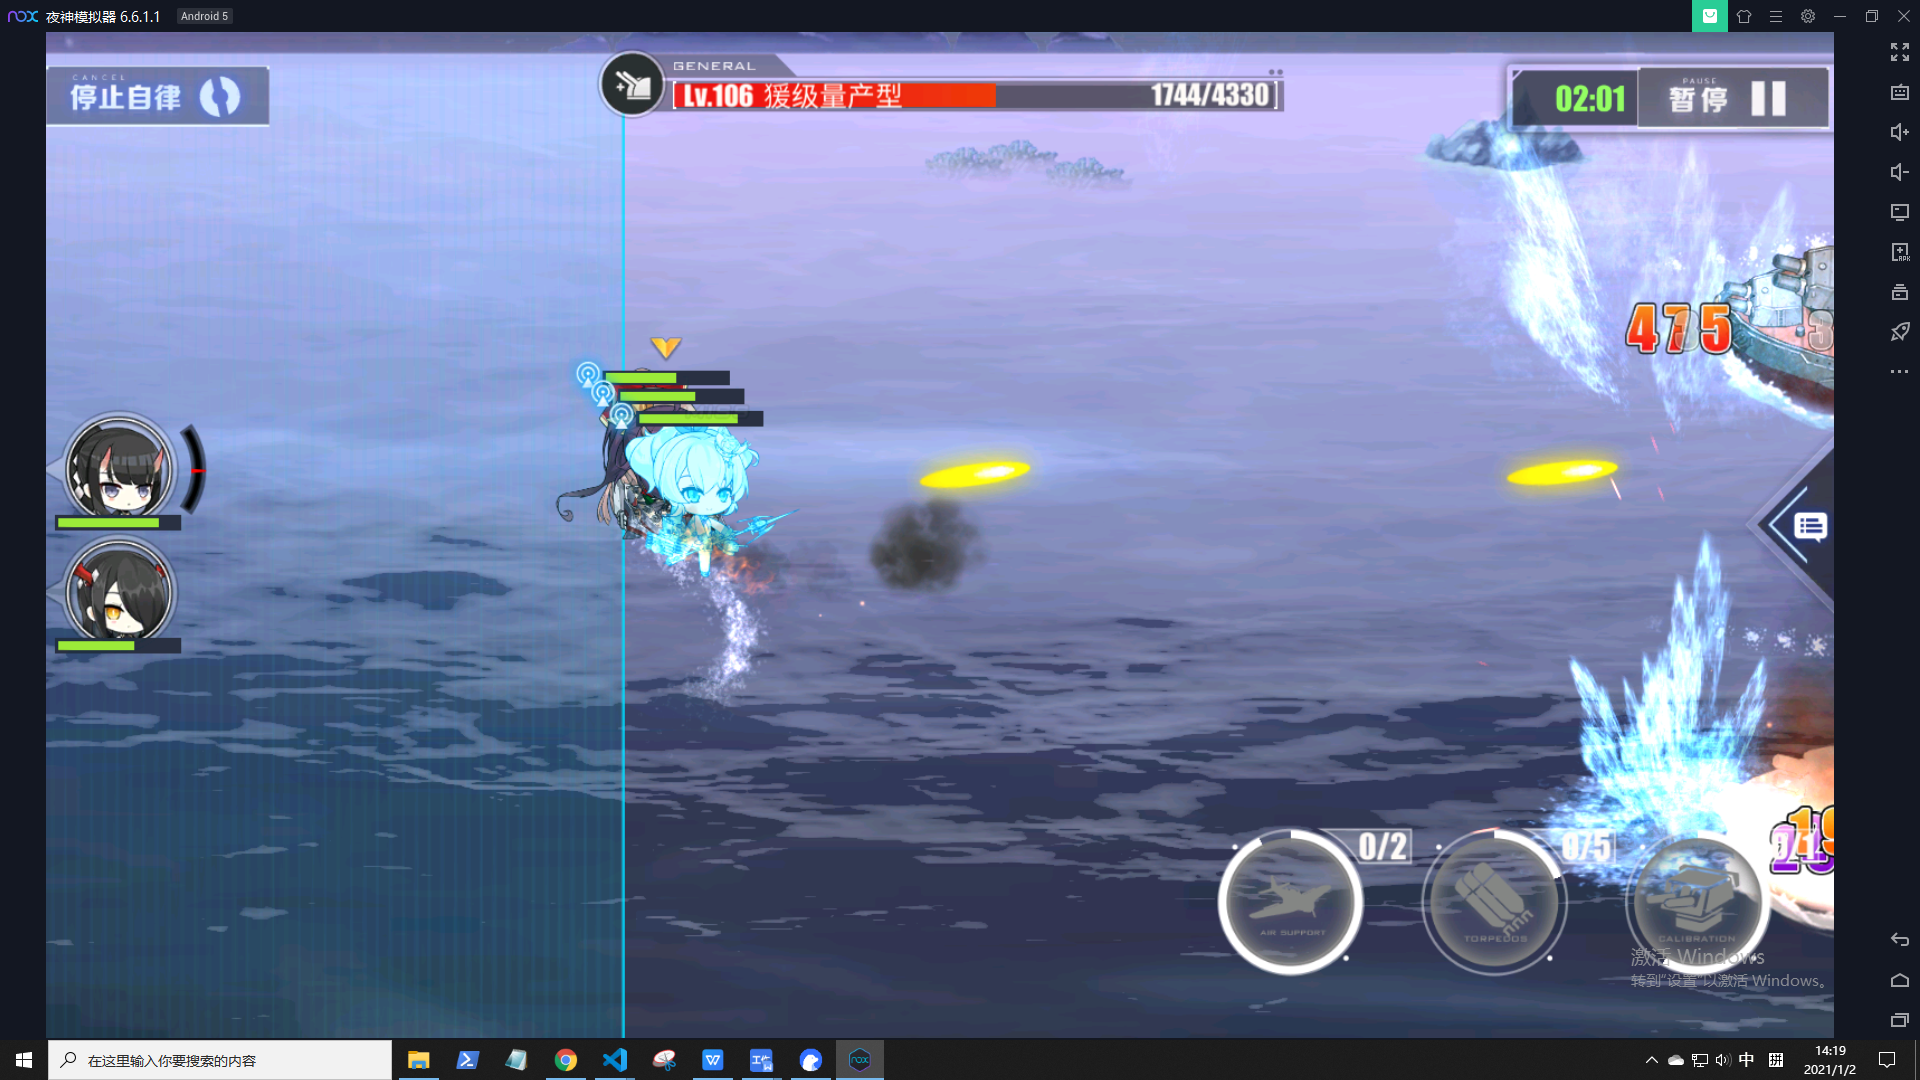 nox 夜神模拟器 6.6.1.1 Android 5
CANCEL
停止自律
GENERAL
Lv.106 猨级量产型 1744/4330
02:01
PAUSE
暂停
475
0/2
0/5
AIR SUPPORT
TORPEDOS
CALIBRATION
激活 Windows
转到"设置"以激活 Windows。
在这里输入你要搜索的内容
中
拼
14:19
2021/1/2